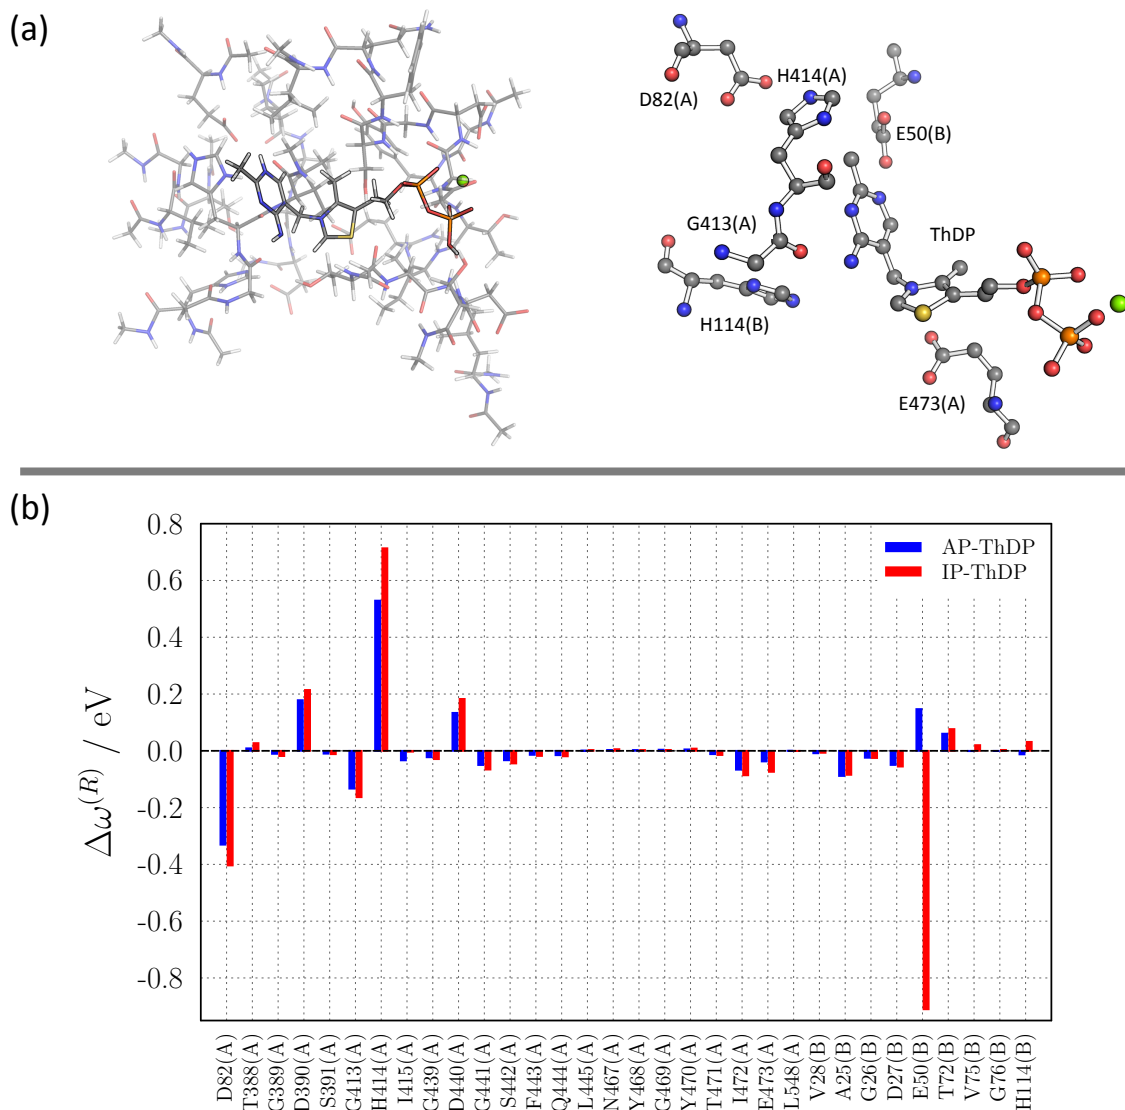 (a)
D82(A)
H414(A)
E50(B)
G413(A)
ThDP
H114(B)
E473(A)
(b)
0.8
0.6
0.4
0.2
0.0
-0.2
-0.4
-0.6
-0.8
Δω(R) / eV
AP-ThDP
IP-ThDP
D82(A)
T388(A)
G389(A)
D390(A)
S391(A)
G413(A)
H414(A)
I415(A)
G439(A)
D440(A)
G441(A)
S442(A)
F443(A)
Q444(A)
L445(A)
N467(A)
Y468(A)
G469(A)
Y470(A)
T471(A)
I472(A)
E473(A)
L548(A)
V28(B)
A25(B)
G26(B)
D27(B)
E50(B)
T72(B)
V75(B)
G76(B)
H114(B)